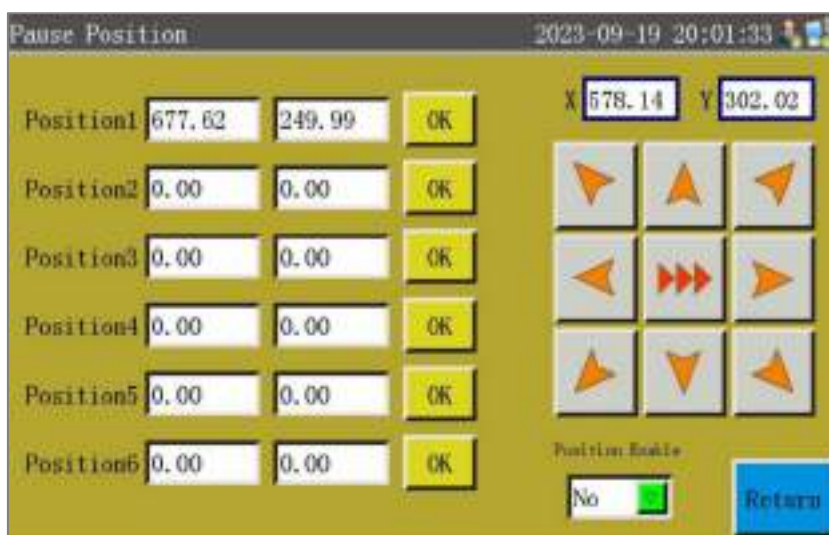 Pause Position 2023-09-19 20:01:33
X 578.14 Y 302.02
Position1 677.62 249.99 OK
Position2 0.00 0.00 OK
Position3 0.00 0.00 OK
Position4 0.00 0.00 OK
Position5 0.00 0.00 OK
Position6 0.00 0.00 OK
Position Enable
No
Return